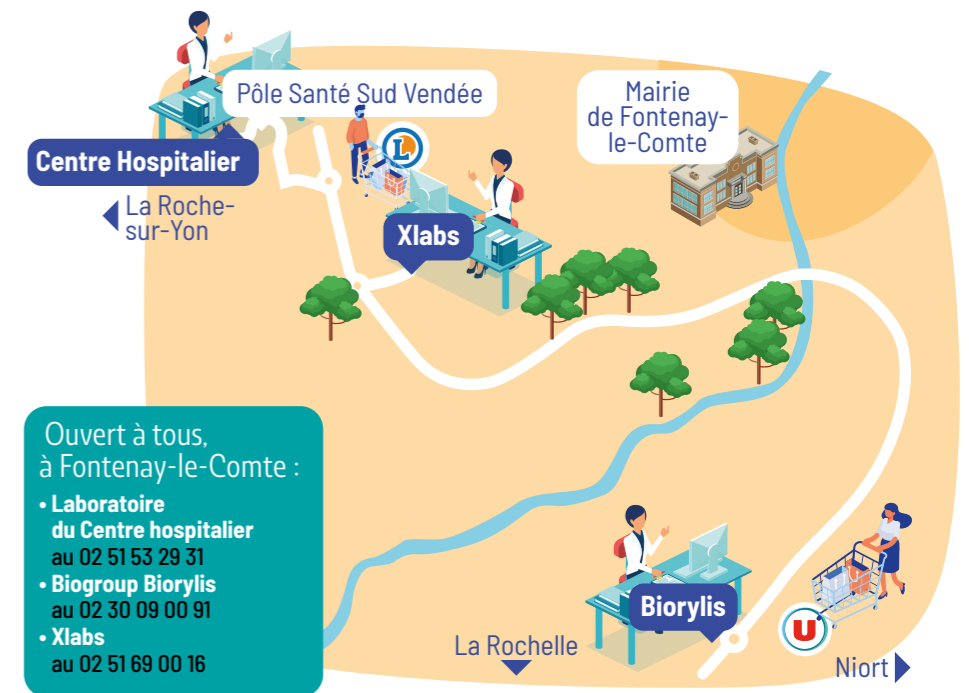 Pôle Santé Sud Vendée
Mairie
de Fontenay-
le-Comte
Centre Hospitalier
L
La Roche-
sur-Yon
Xlabs
Ouvert à tous,
à Fontenay-le-Comte :
• Laboratoire
du Centre hospitalier
au 02 51 53 29 31
• Biogroup Biorylis
au 02 30 09 00 91
• Xlabs
au 02 51 69 00 16
Biorylis
U
La Rochelle
Niort